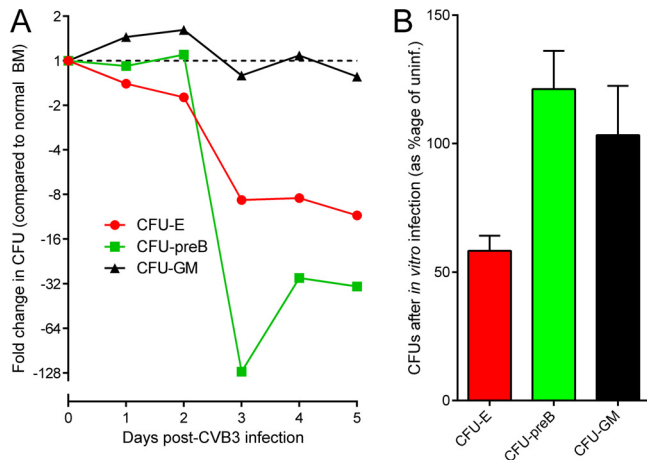 A
Fold change in CFU (compared to normal BM)
2
1
-2
-4
-8
-16
-32
-64
-128
CFU-E
CFU-preB
CFU-GM
0
1
2
3
4
5
Days post-CVB3 infection
B
CFUs after in vitro infection (as %age of uninf.)
150
100
50
0
CFU-E
CFU-preB
CFU-GM